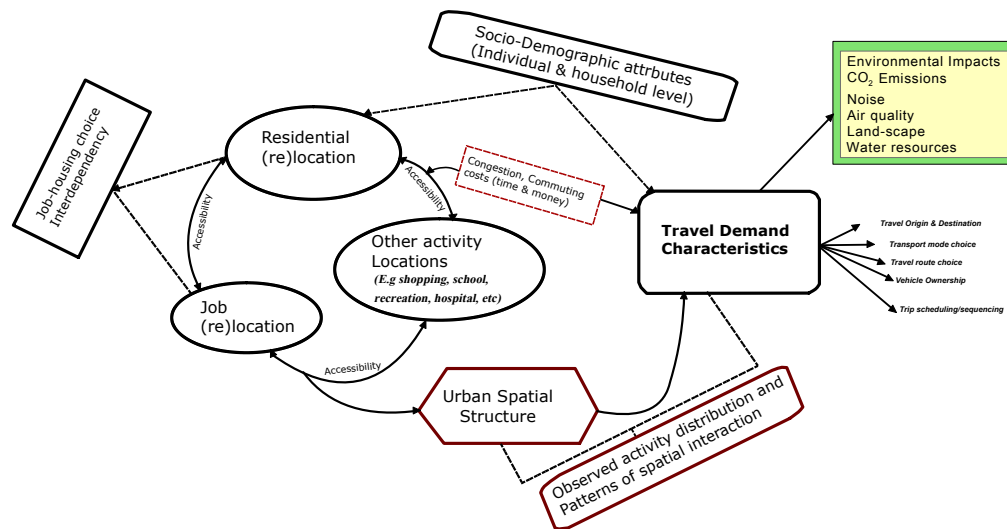 Socio-Demographic attrbutes
(Individual & household level)
Environmental Impacts
CO₂ Emissions
Noise
Air quality
Land-scape
Water resources
Job-housing choice
Interdependency
Residential
(re)location
Accessibility
Accessibility
Congestion, Commuting
costs (time & money)
Travel Demand
Characteristics
Travel Origin & Destination
Transport mode choice
Travel route choice
Vehicle Ownership
Trip scheduling/sequencing
Other activity
Locations
(E.g shopping, school,
recreation, hospital, etc)
Job
(re)location
Accessibility
Urban Spatial
Structure
Observed activity distribution and
Patterns of spatial interaction